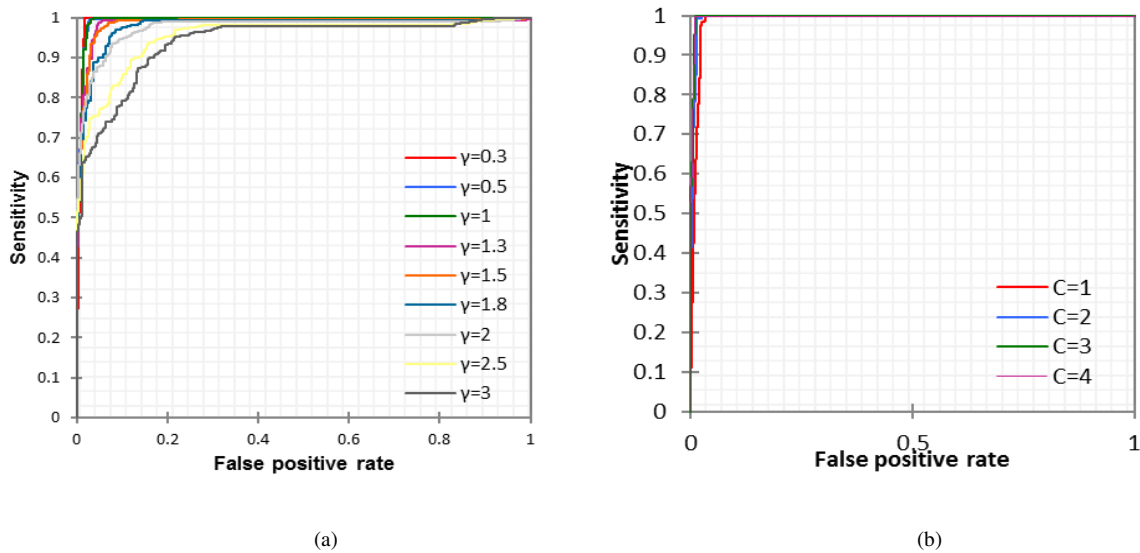 1
0.9
0.8
0.7
0.6
0.5
0.4
0.3
0.2
0.1
0
Sensitivity
γ=0.3
γ=0.5
γ=1
γ=1.3
γ=1.5
γ=1.8
γ=2
γ=2.5
γ=3
0 0.2 0.4 0.6 0.8 1
False positive rate
(a)
1
0.9
0.8
0.7
0.6
0.5
0.4
0.3
0.2
0.1
0
Sensitivity
C=1
C=2
C=3
C=4
0 0.5 1
False positive rate
(b)